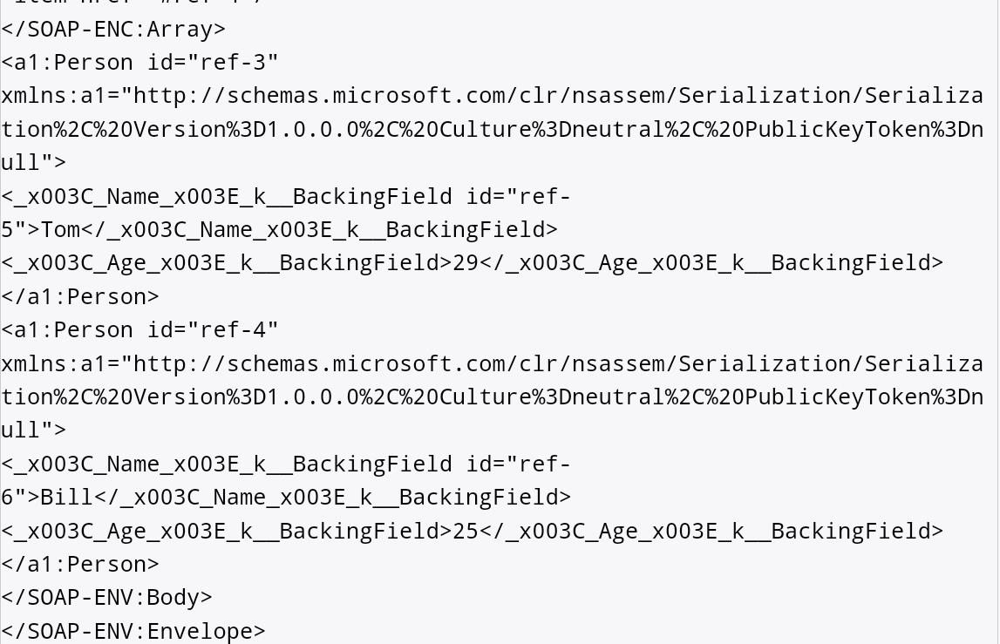 </SOAP-ENC:Array>
<a1:Person id="ref-3"
xmlns:a1="http://schemas.microsoft.com/clr/nsassem/Serialization/Serializa
tion%2C%20Version%3D1.0.0.0%2C%20Culture%3Dneutral%2C%20PublicKeyToken%3Dn
ull">
<_x003C_Name_x003E_k__BackingField id="ref-
5">Tom</_x003C_Name_x003E_k__BackingField>
<_x003C_Age_x003E_k__BackingField>29</_x003C_Age_x003E_k__BackingField>
</a1:Person>
<a1:Person id="ref-4"
xmlns:a1="http://schemas.microsoft.com/clr/nsassem/Serialization/Serializa
tion%2C%20Version%3D1.0.0.0%2C%20Culture%3Dneutral%2C%20PublicKeyToken%3Dn
ull">
<_x003C_Name_x003E_k__BackingField id="ref-
6">Bill</_x003C_Name_x003E_k__BackingField>
<_x003C_Age_x003E_k__BackingField>25</_x003C_Age_x003E_k__BackingField>
</a1:Person>
</SOAP-ENV:Body>
</SOAP-ENV:Envelope>